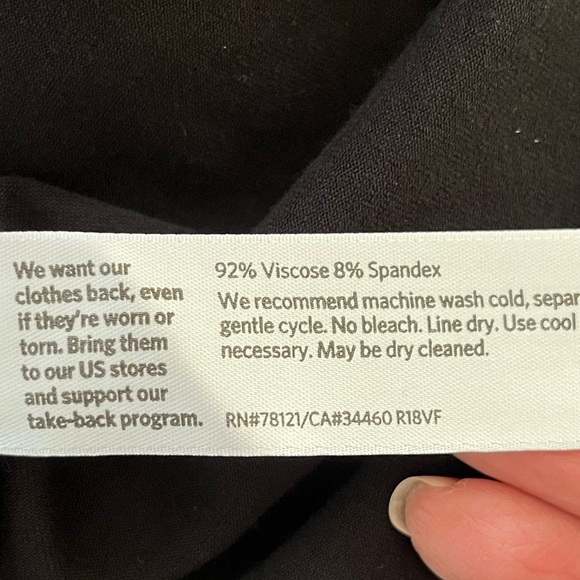 We want our
clothes back, even
if they're worn or
torn. Bring them
to our US stores
and support our
take-back program.
92% Viscose 8% Spandex
We recommend machine wash cold, separ
gentle cycle. No bleach. Line dry. Use cool
necessary. May be dry cleaned.
RN#78121/CA#34460 R18VF